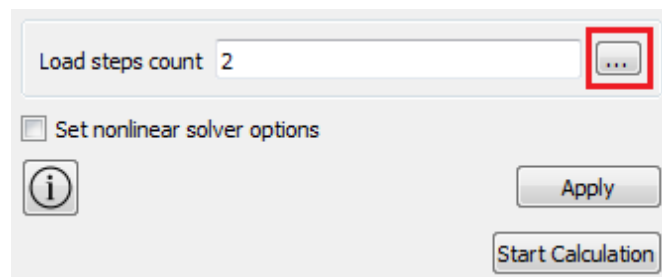 Load steps count 2 ...
Set nonlinear solver options
i
Apply
Start Calculation